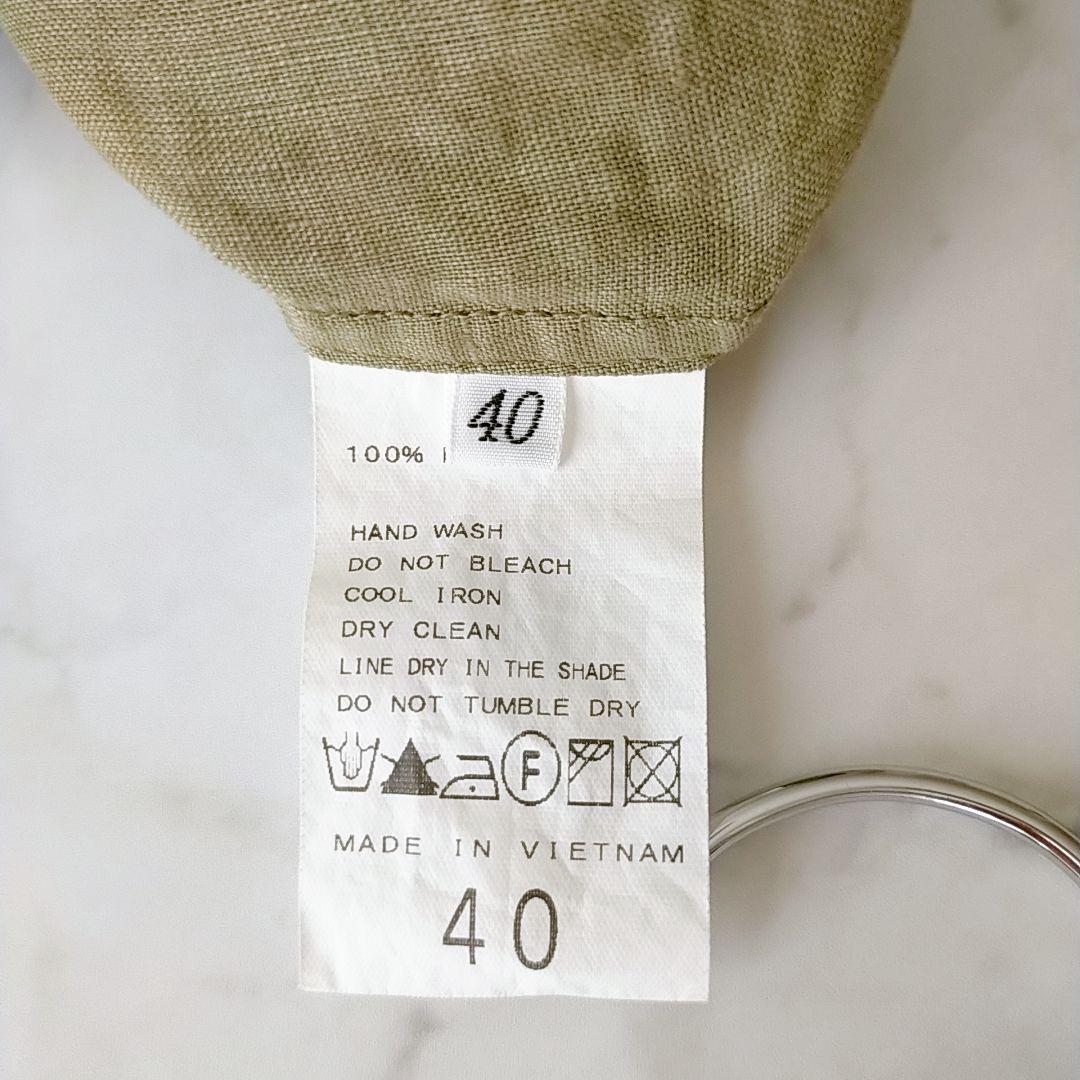 40
100%
HAND WASH
DO NOT BLEACH
COOL IRON
DRY CLEAN
LINE DRY IN THE SHADE
DO NOT TUMBLE DRY
F
MADE IN VIETNAM
40